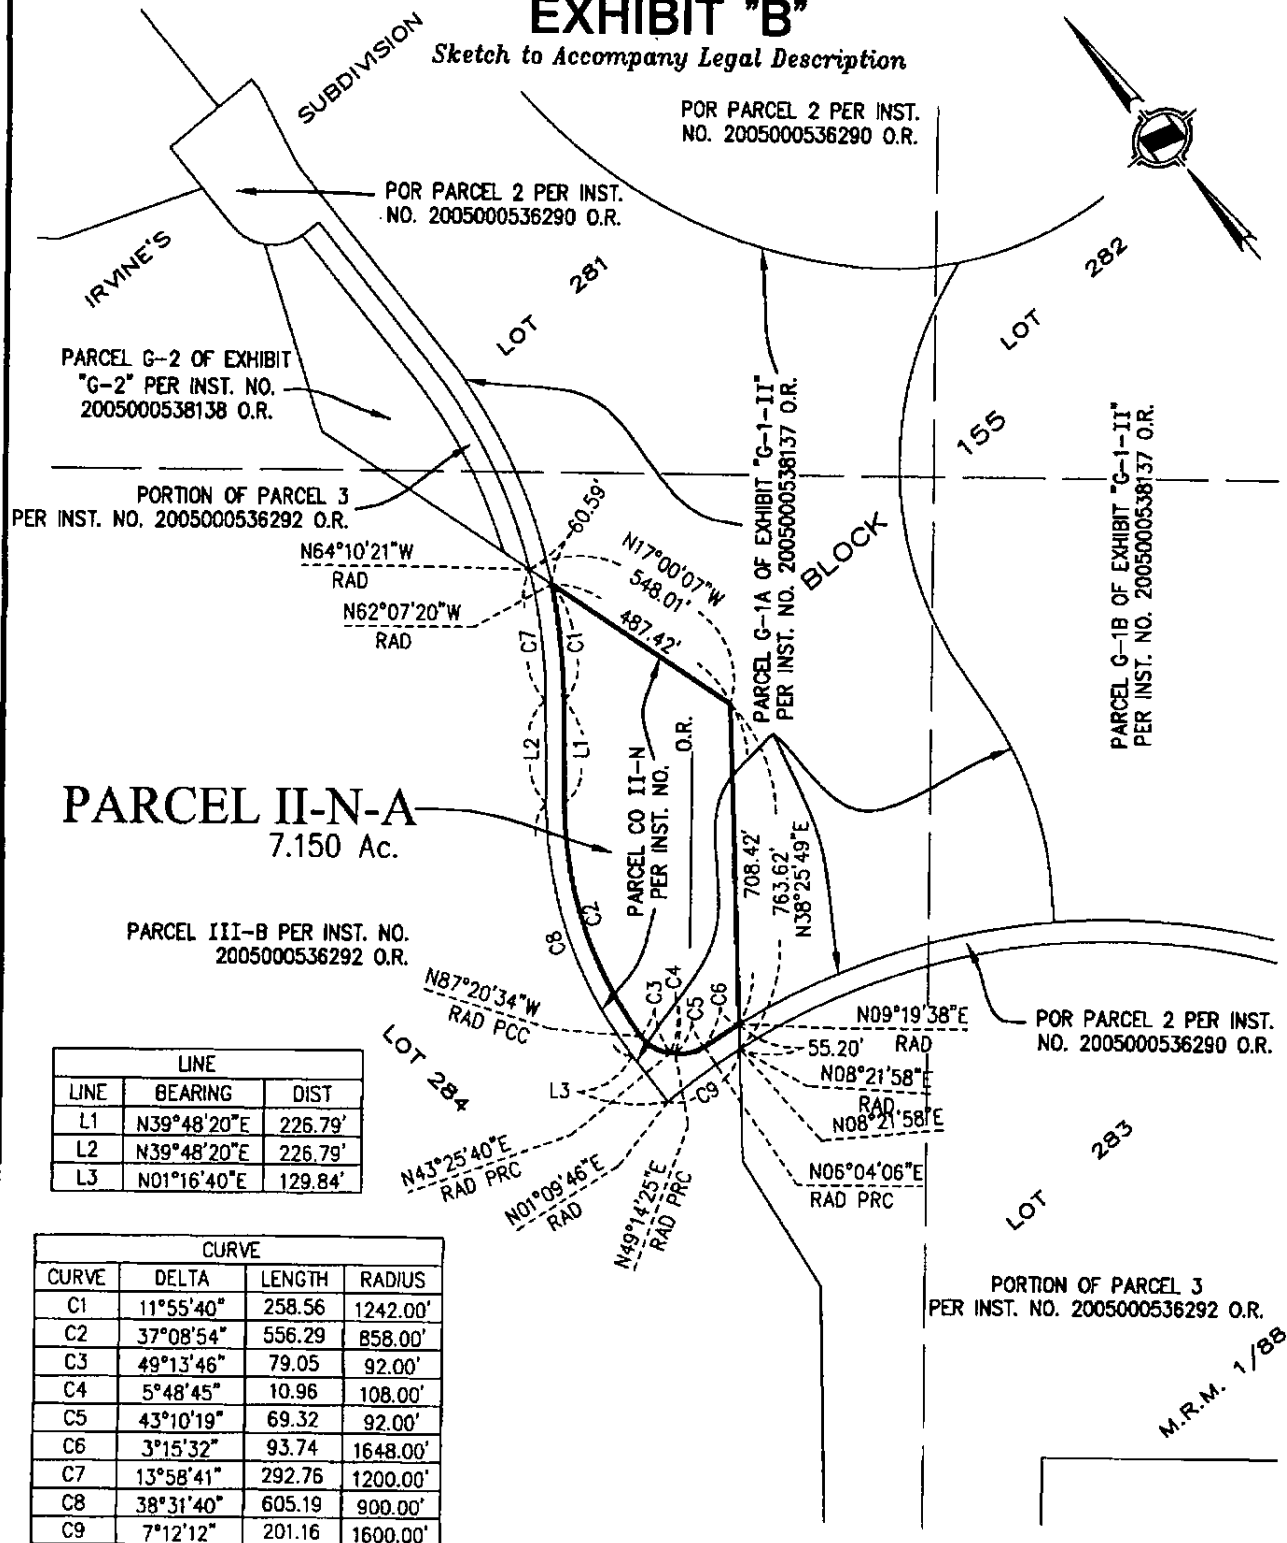 EXHIBIT "B"
Sketch to Accompany Legal Description
SUBDIVISION
IRVINE'S
POR PARCEL 2 PER INST.
NO. 2005000536290 O.R.
POR PARCEL 2 PER INST.
NO. 2005000536290 O.R.
LOT 281
LOT 282
PARCEL G-2 OF EXHIBIT
"G-2" PER INST. NO.
2005000538138 O.R.
BLOCK 155
PARCEL G-1A OF EXHIBIT "G-1-II"
PER INST. NO. 2005000538137 O.R.
PARCEL G-1B OF EXHIBIT "G-1-II"
PER INST. NO. 2005000538137 O.R.
PORTION OF PARCEL 3
PER INST. NO. 2005000536292 O.R.
N64°10'21"W
RAD
N62°07'20"W
RAD
60.59'
N17°00'07"W
548.01'
487.42'
C7
C1
L2
L1
PARCEL CO II-N
PER INST. NO.
O.R.
PARCEL II-N-A
7.150 Ac.
708.42'
763.62'
N38°25'49"E
C2
C8
PARCEL III-B PER INST. NO.
2005000536292 O.R.
N87°20'34"W
RAD PCC
C3
C4
C5
C6
N09°19'38"E
RAD
55.20'
N08°21'58"E
RAD
N08°21'58"E
POR PARCEL 2 PER INST.
NO. 2005000536290 O.R.
LOT 284
L3
C9
N43°25'40"E
RAD PRC
N01°09'46"E
RAD
N49°14'25"E
RAD PRC
N06°04'06"E
RAD PRC
LOT 283
PORTION OF PARCEL 3
PER INST. NO. 2005000536292 O.R.
M.R.M. 1/88
LINE
LINE BEARING DIST
L1 N39°48'20"E 226.79'
L2 N39°48'20"E 226.79'
L3 N01°16'40"E 129.84'
CURVE
CURVE DELTA LENGTH RADIUS
C1 11°55'40" 258.56 1242.00'
C2 37°08'54" 556.29 858.00'
C3 49°13'46" 79.05 92.00'
C4 5°48'45" 10.96 108.00'
C5 43°10'19" 69.32 92.00'
C6 3°15'32" 93.74 1648.00'
C7 13°58'41" 292.76 1200.00'
C8 38°31'40" 605.19 900.00'
C9 7°12'12" 201.16 1600.00'